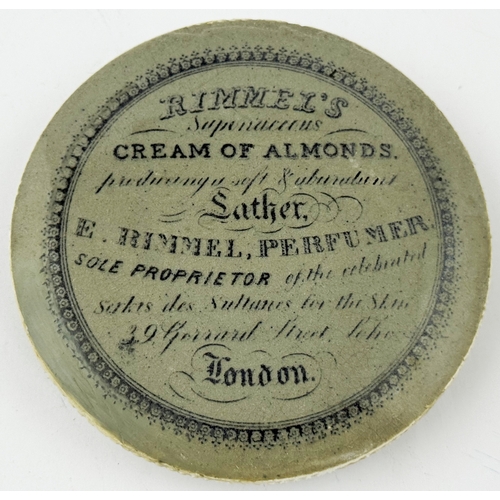 RIMMEL'S
Saponaceous
CREAM OF ALMONDS.
producing a soft & abundant
Lather,
E. RIMMEL, PERFUMER
SOLE PROPRIETOR of the celebrated
Serkis des Sultanes for the Skin
39 Gerrard Street, Soho
London.